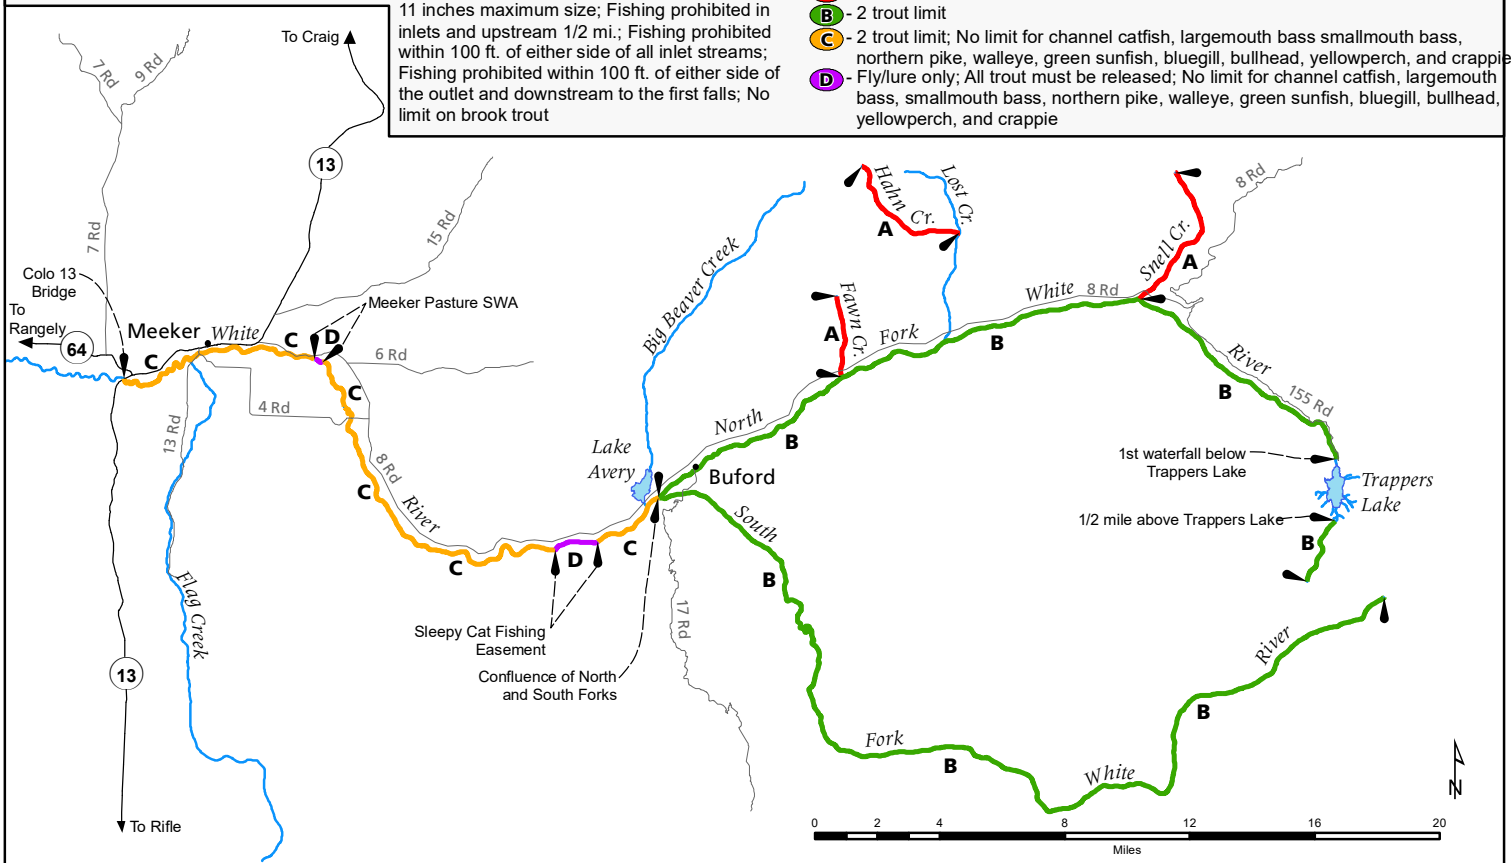 11 inches maximum size; Fishing prohibited in
inlets and upstream 1/2 mi.; Fishing prohibited
within 100 ft. of either side of all inlet streams;
Fishing prohibited within 100 ft. of either side of
the outlet and downstream to the first falls; No
limit on brook trout
B - 2 trout limit
C - 2 trout limit; No limit for channel catfish, largemouth bass smallmouth bass,
northern pike, walleye, green sunfish, bluegill, bullhead, yellowperch, and crappie
D - Fly/lure only; All trout must be released; No limit for channel catfish, largemouth
bass, smallmouth bass, northern pike, walleye, green sunfish, bluegill, bullhead,
yellowperch, and crappie
To Craig
7 Rd
9 Rd
13
7 Rd
15 Rd
Colo 13
Bridge
To
Rangely
64
Meeker
White
C
C
D
Meeker Pasture SWA
6 Rd
C
4 Rd
13 Rd
8 Rd
C
River
C
D
C
Flag Creek
13
To Rifle
Sleepy Cat Fishing
Easement
Confluence of North
and South Forks
17 Rd
Big Beaver Creek
Lake
Avery
Buford
Hahn
Cr.
A
Lost Cr.
Fawn Cr.
A
Snell Cr.
A
8 Rd
North
B
Fork
B
White
8 Rd
River
B
155 Rd
1st waterfall below
Trappers Lake
Trappers
Lake
1/2 mile above Trappers Lake
B
South
B
Fork
B
White
B
River
N
0
2
4
8
12
16
20
Miles